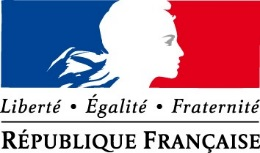 Liberté • Égalité • Fraternité
RÉPUBLIQUE FRANÇAISE